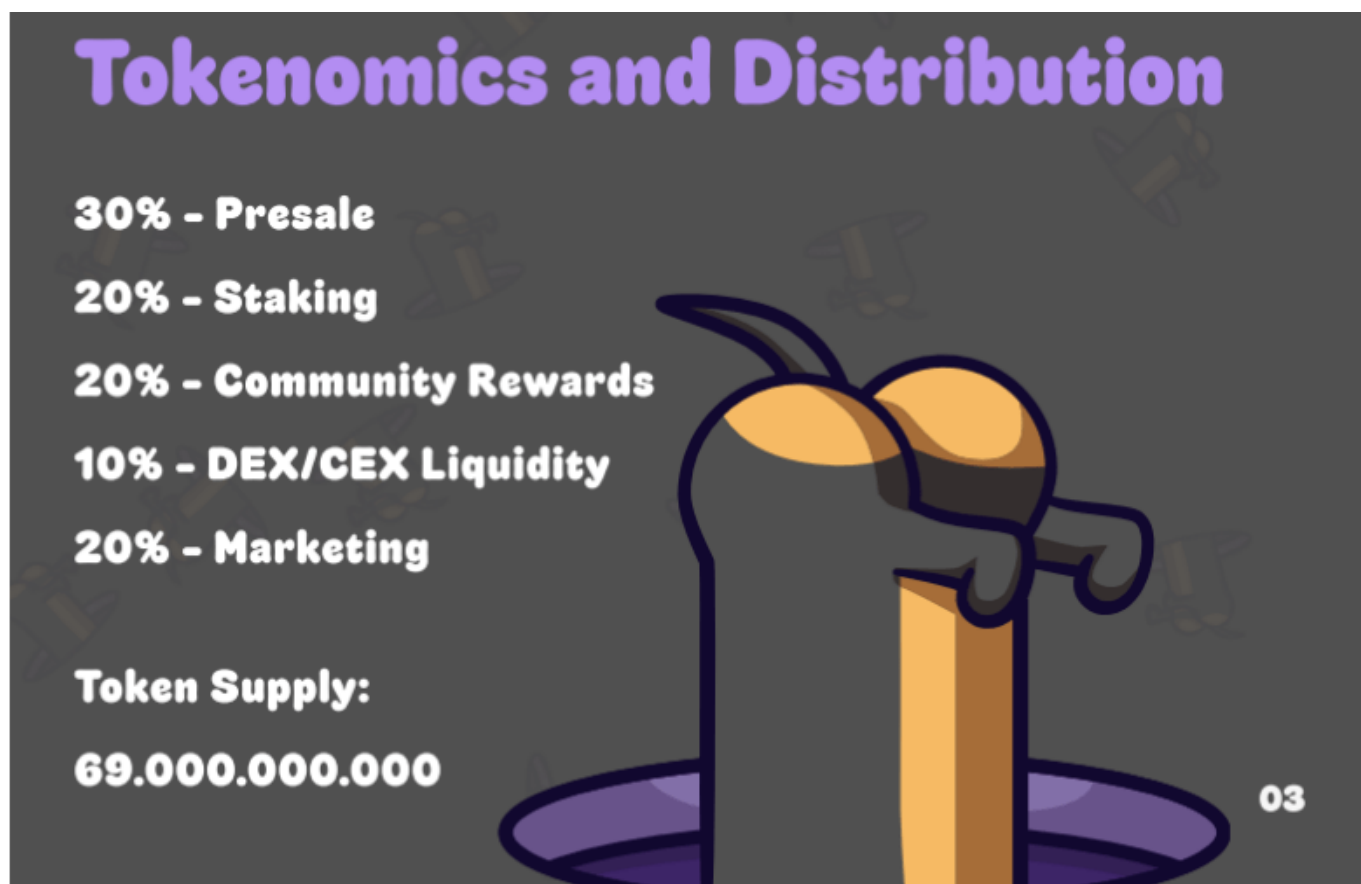 Tokenomics and Distribution
30% - Presale
20% - Staking
20% - Community Rewards
10% - DEX/CEX Liquidity
20% - Marketing
Token Supply:
69.000.000.000
03